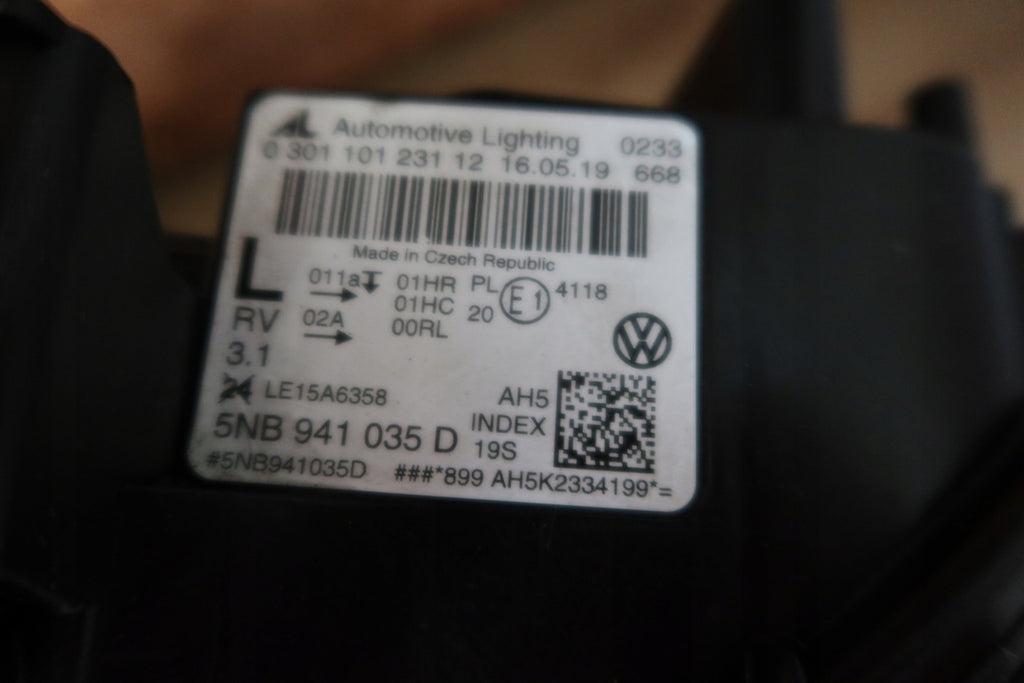 AL Automotive Lighting 0233
0 301 101 231 12 16.05.19 668
Made in Czech Republic
L 011a 01HR PL E1 4118
01HC 20
RV 02A 00RL
3.1
24 LE15A6358 AH5
5NB 941 035 D INDEX
19S
#5NB941035D ###*899 AH5K2334199*=